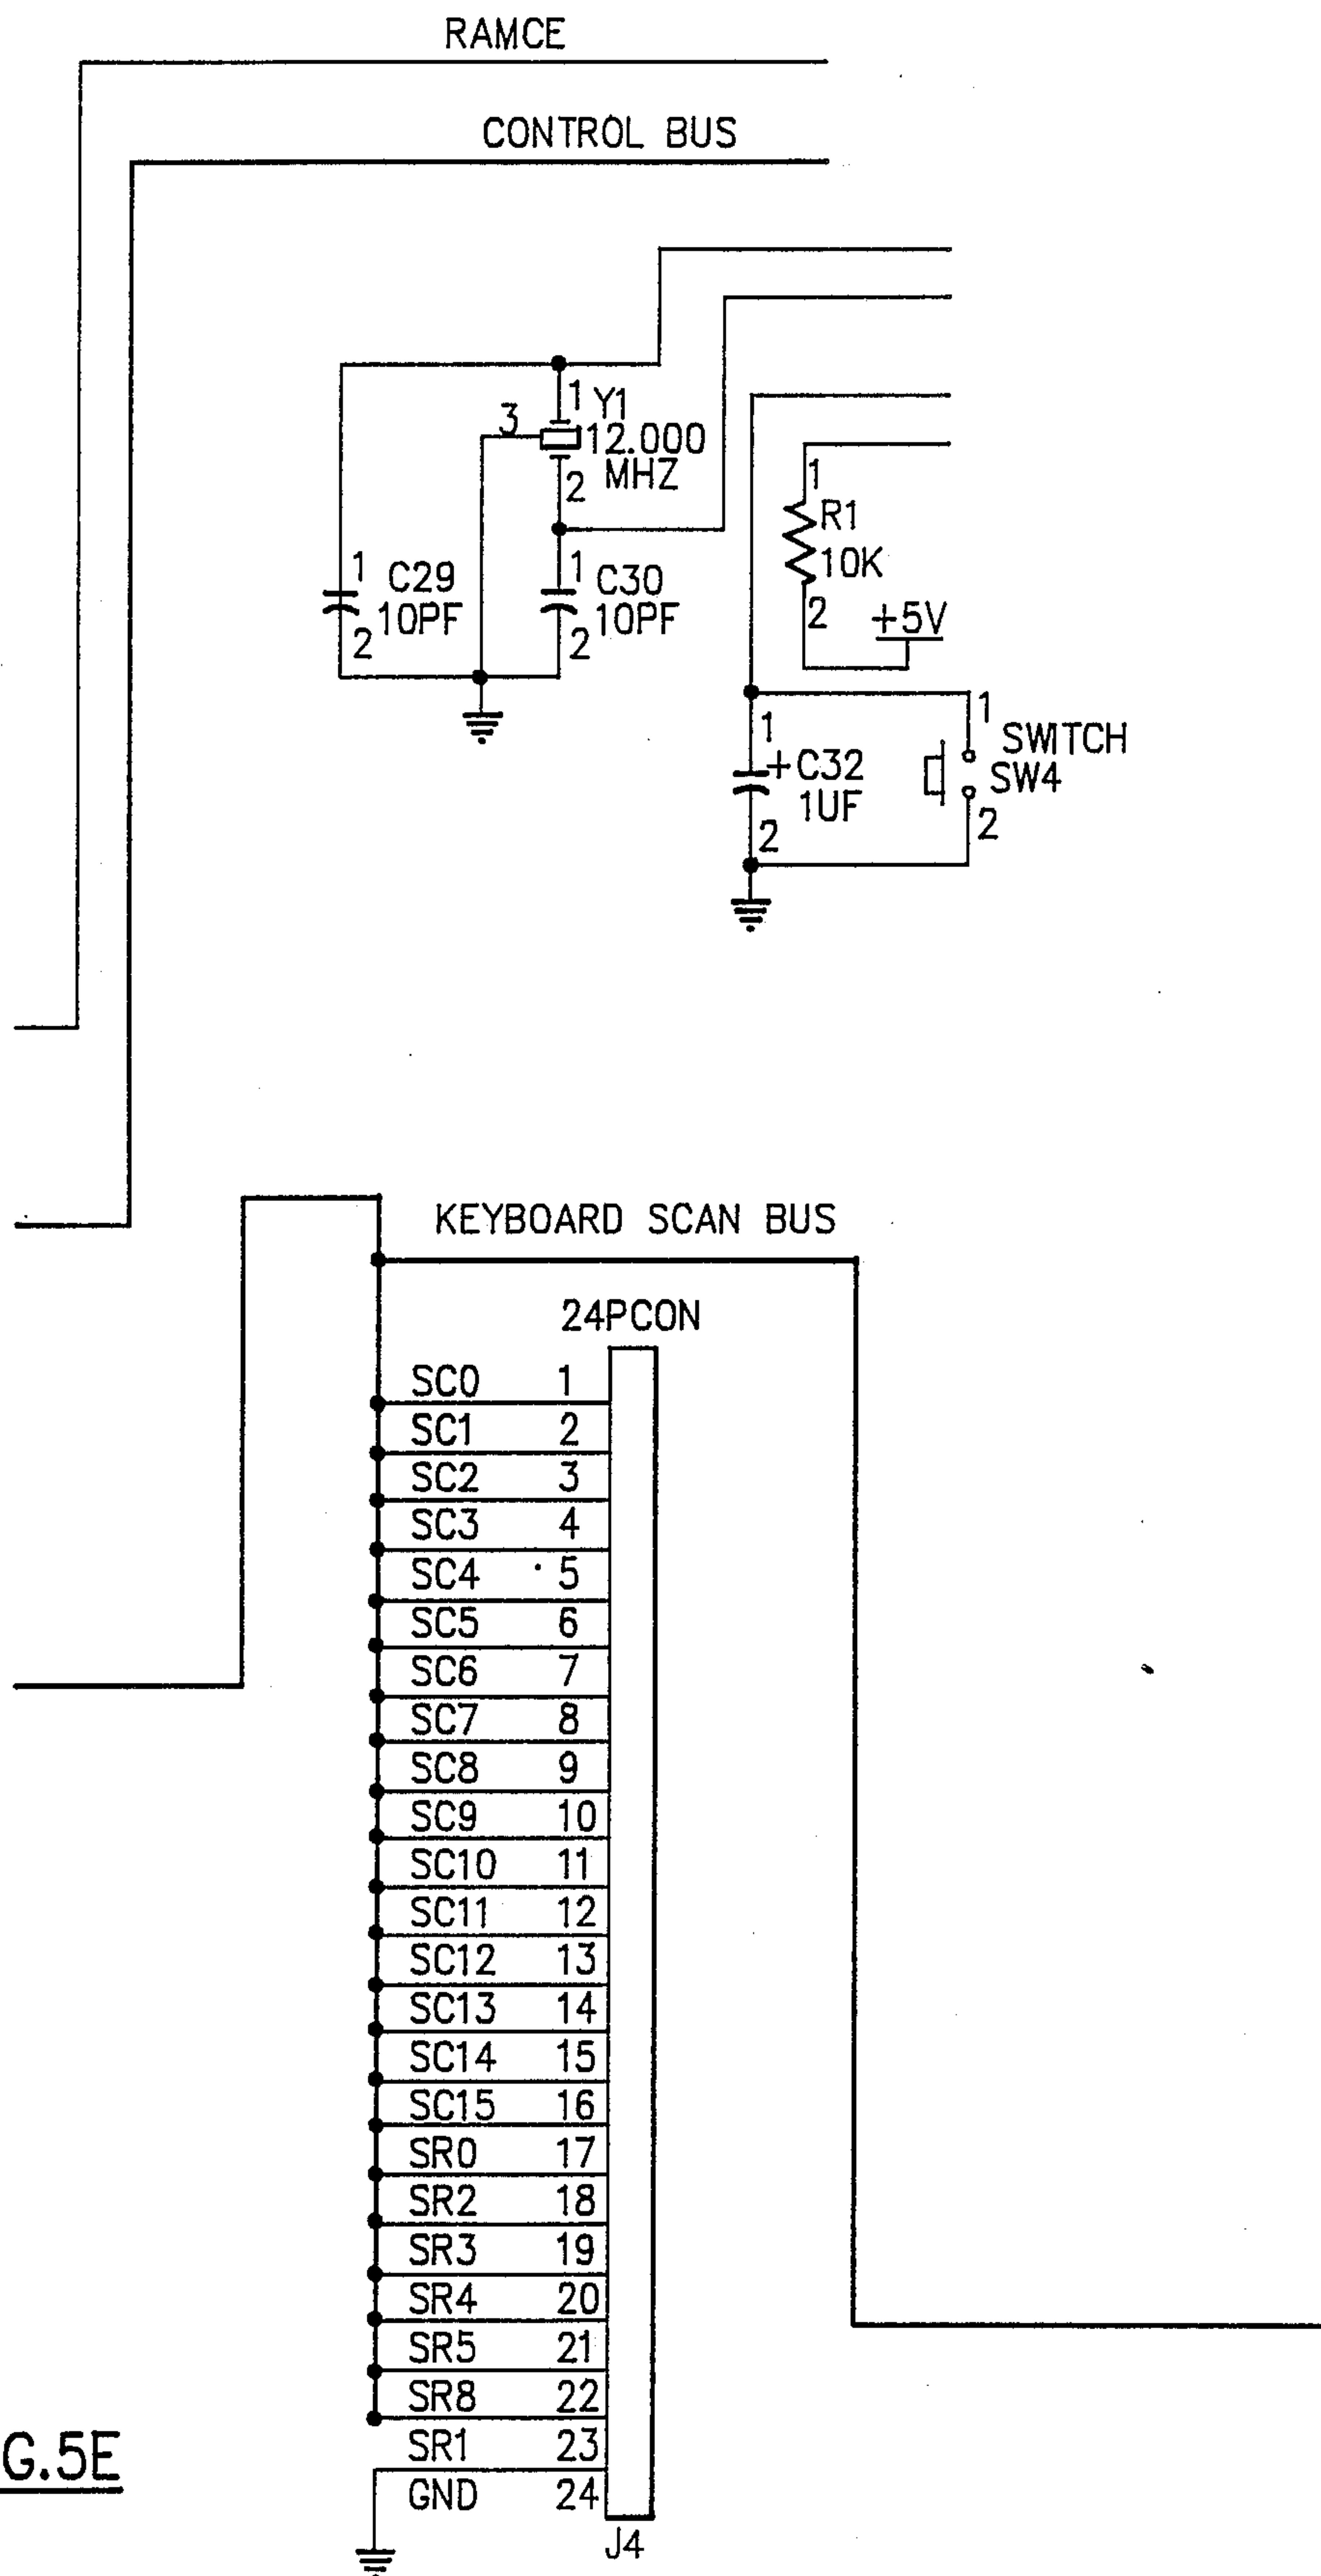 RAMCE
CONTROL BUS
1 Y1
3
12.000
MHZ
2
1
R1
10K
2
+5V
1 C29
10PF
2
1 C30
10PF
2
1
+C32
1UF
2
1
SWITCH
SW4
2
KEYBOARD SCAN BUS
24PCON
SC0 1
SC1 2
SC2 3
SC3 4
SC4 5
SC5 6
SC6 7
SC7 8
SC8 9
SC9 10
SC10 11
SC11 12
SC12 13
SC13 14
SC14 15
SC15 16
SR0 17
SR2 18
SR3 19
SR4 20
SR5 21
SR8 22
SR1 23
GND 24
J4
G.5E